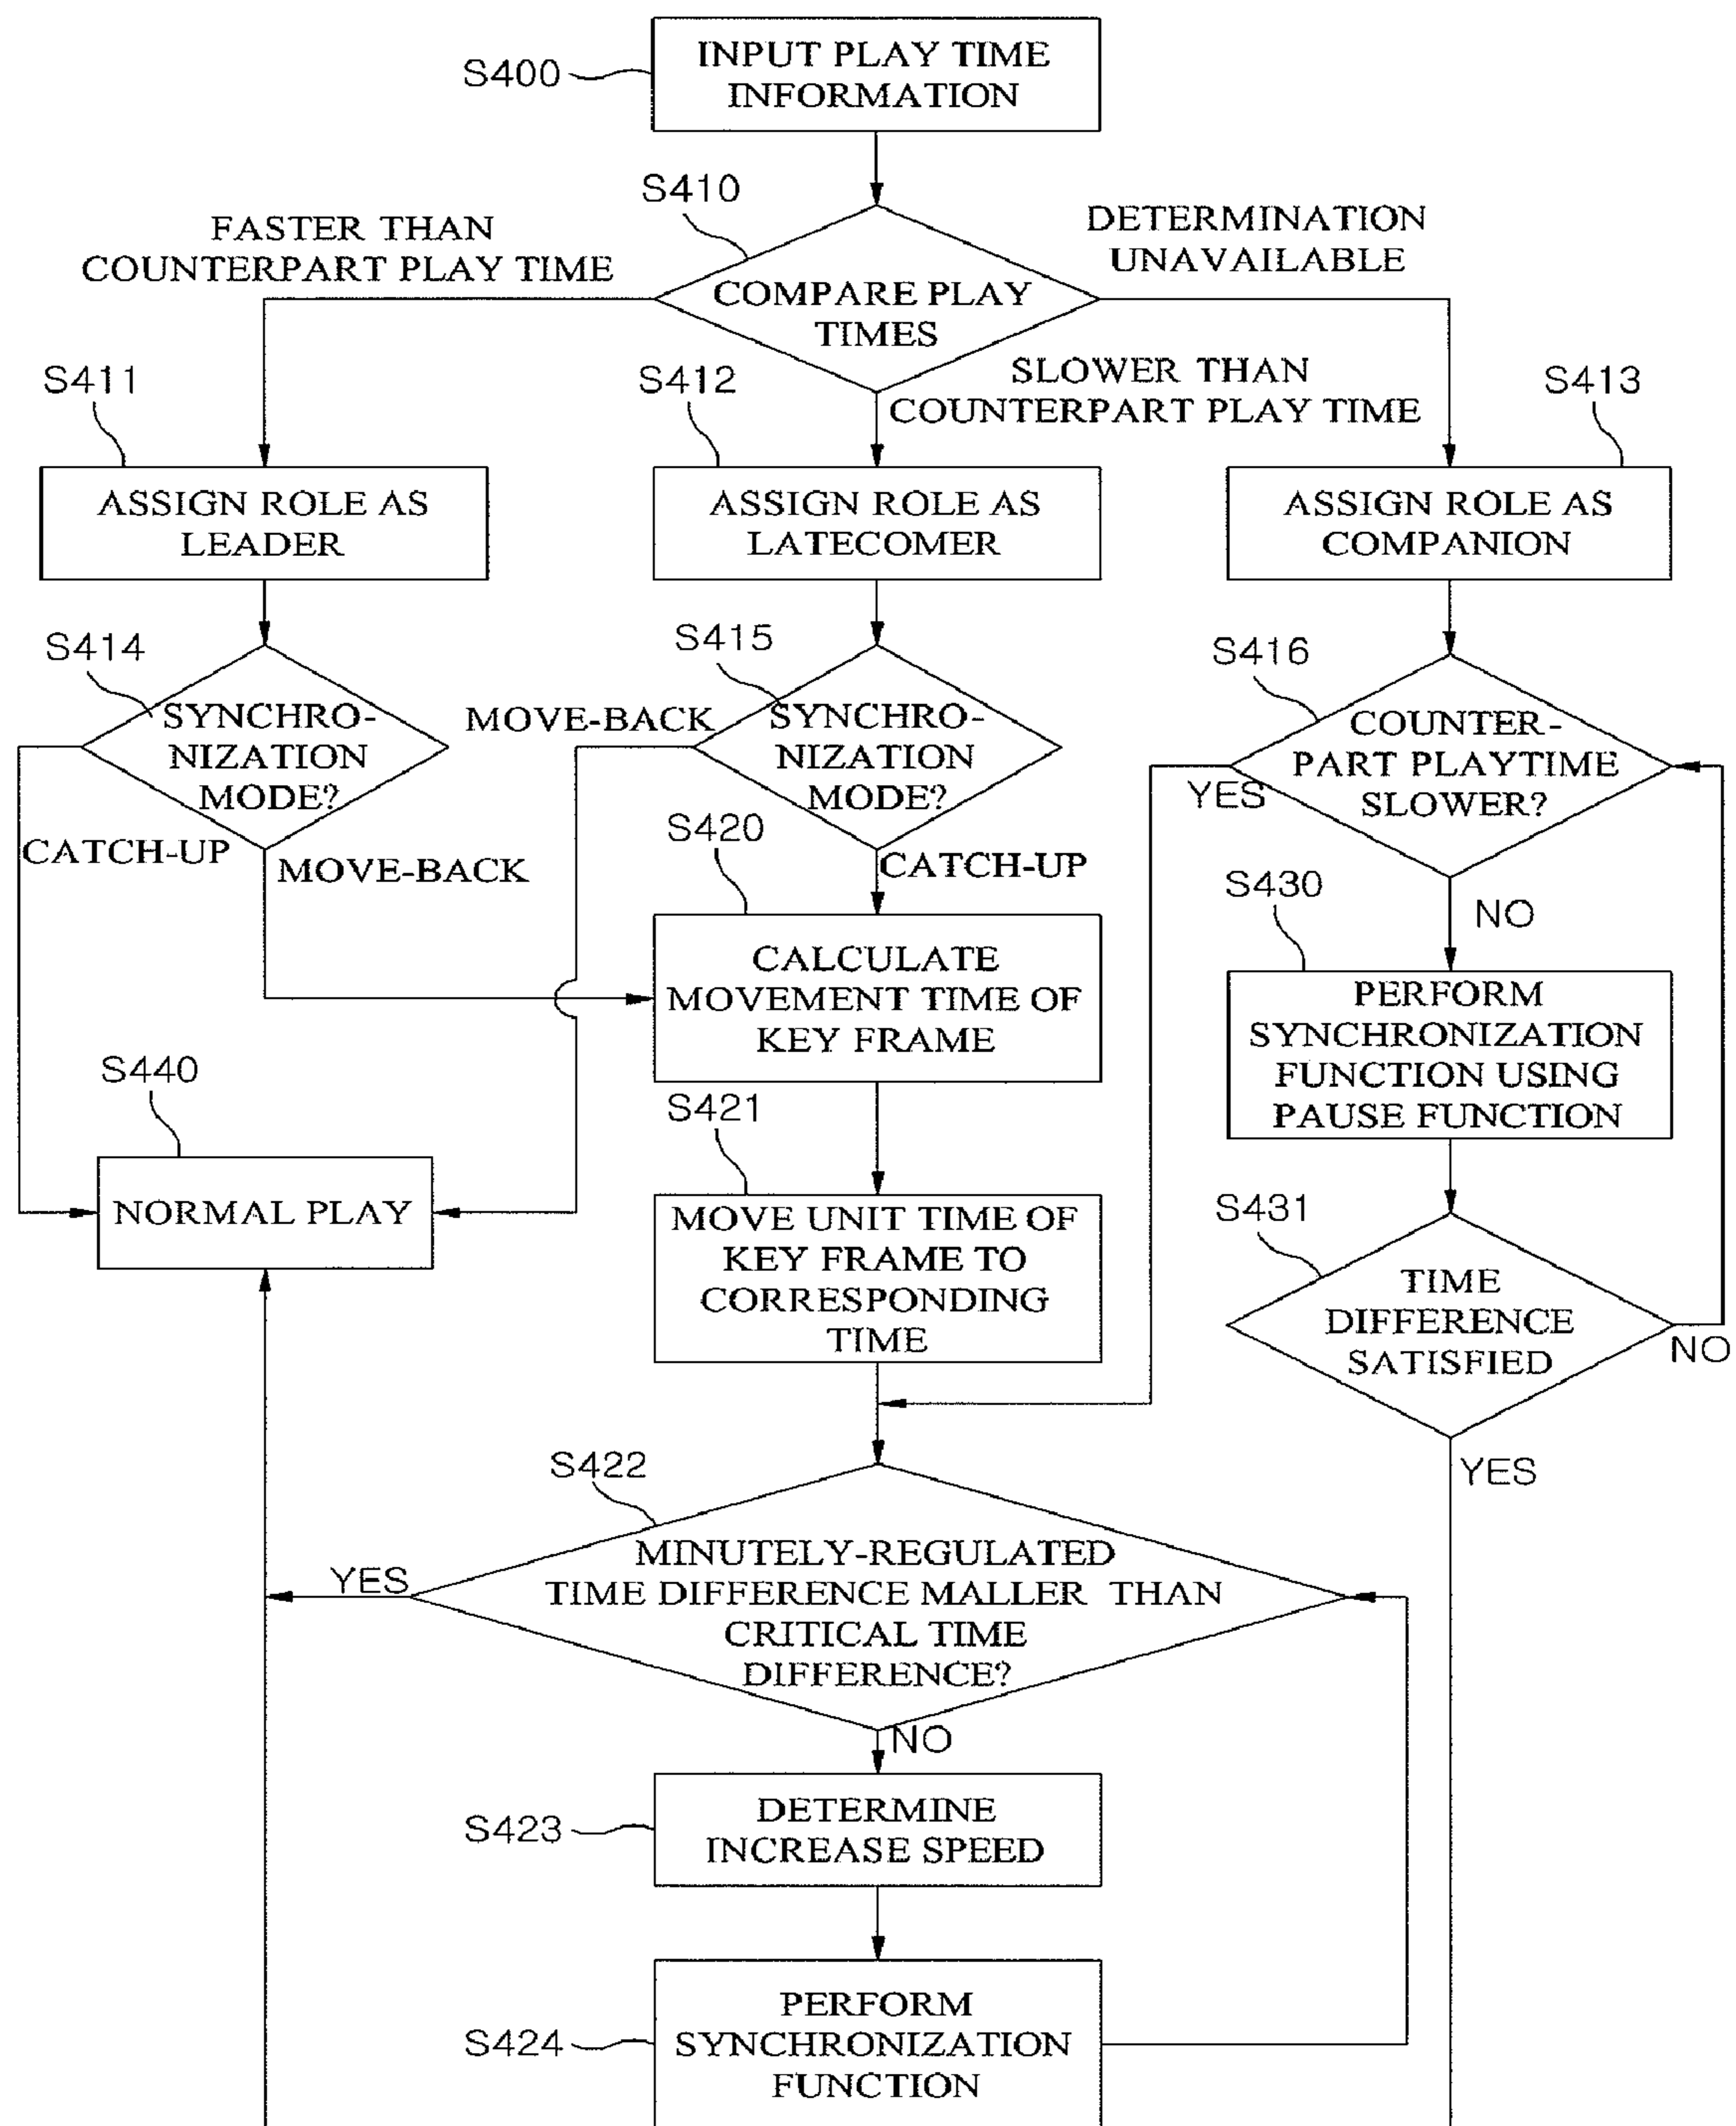 INPUT PLAY TIME
INFORMATION
S400
S410
FASTER THAN
COUNTERPART PLAY TIME
DETERMINATION
UNAVAILABLE
COMPARE PLAY
TIMES
SLOWER THAN
COUNTERPART PLAY TIME
S411
S412
S413
ASSIGN ROLE AS
LEADER
ASSIGN ROLE AS
LATECOMER
ASSIGN ROLE AS
COMPANION
S414
S415
S416
SYNCHRO-
NIZATION
MODE?
MOVE-BACK
SYNCHRO-
NIZATION
MODE?
COUNTER-
PART PLAYTIME
SLOWER?
YES
CATCH-UP
MOVE-BACK
S420
CATCH-UP
S430
NO
CALCULATE
MOVEMENT TIME OF
KEY FRAME
PERFORM
SYNCHRONIZATION
FUNCTION USING
PAUSE FUNCTION
S440
S421
NORMAL PLAY
MOVE UNIT TIME OF
KEY FRAME TO
CORRESPONDING
TIME
S431
TIME
DIFFERENCE
SATISFIED
NO
YES
S422
MINUTELY-REGULATED
TIME DIFFERENCE MALLER THAN
CRITICAL TIME
DIFFERENCE?
YES
NO
S423
DETERMINE
INCREASE SPEED
S424
PERFORM
SYNCHRONIZATION
FUNCTION